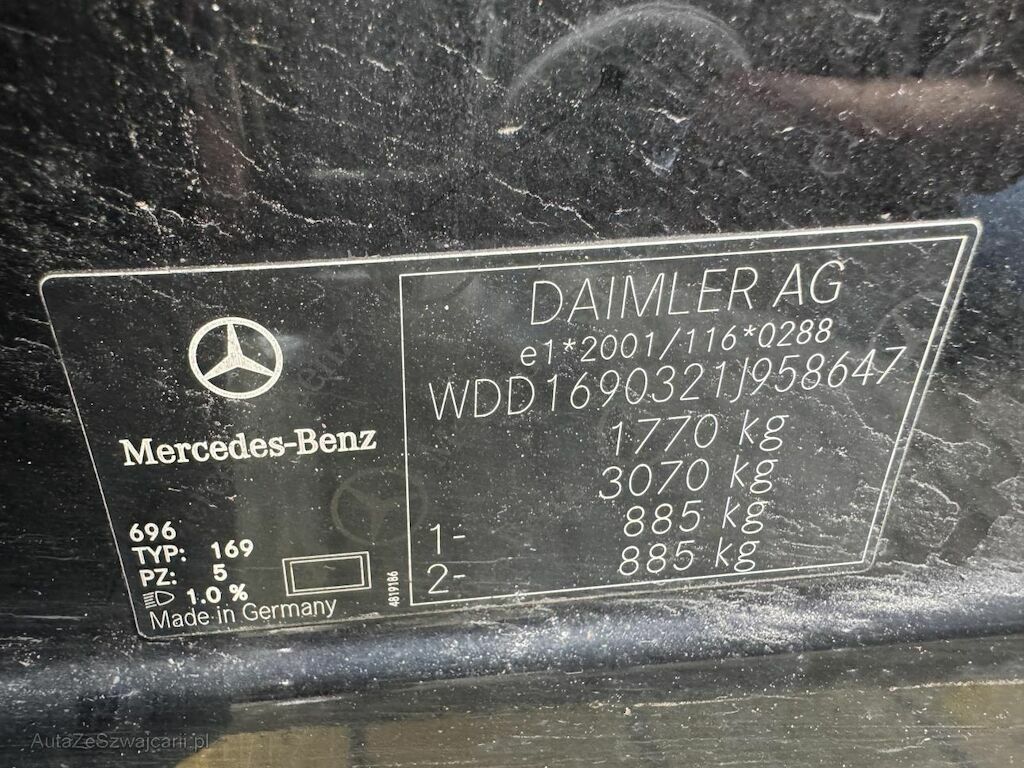 Mercedes-Benz
696
TYP: 169
PZ: 5
1.0 %
Made in Germany
4819186
DAIMLER AG
e1*2001/116*0288
WDD1690321J958647
1770 kg
3070 kg
1- 885 kg
2- 885 kg
AutaZeSzwajcarii.pl